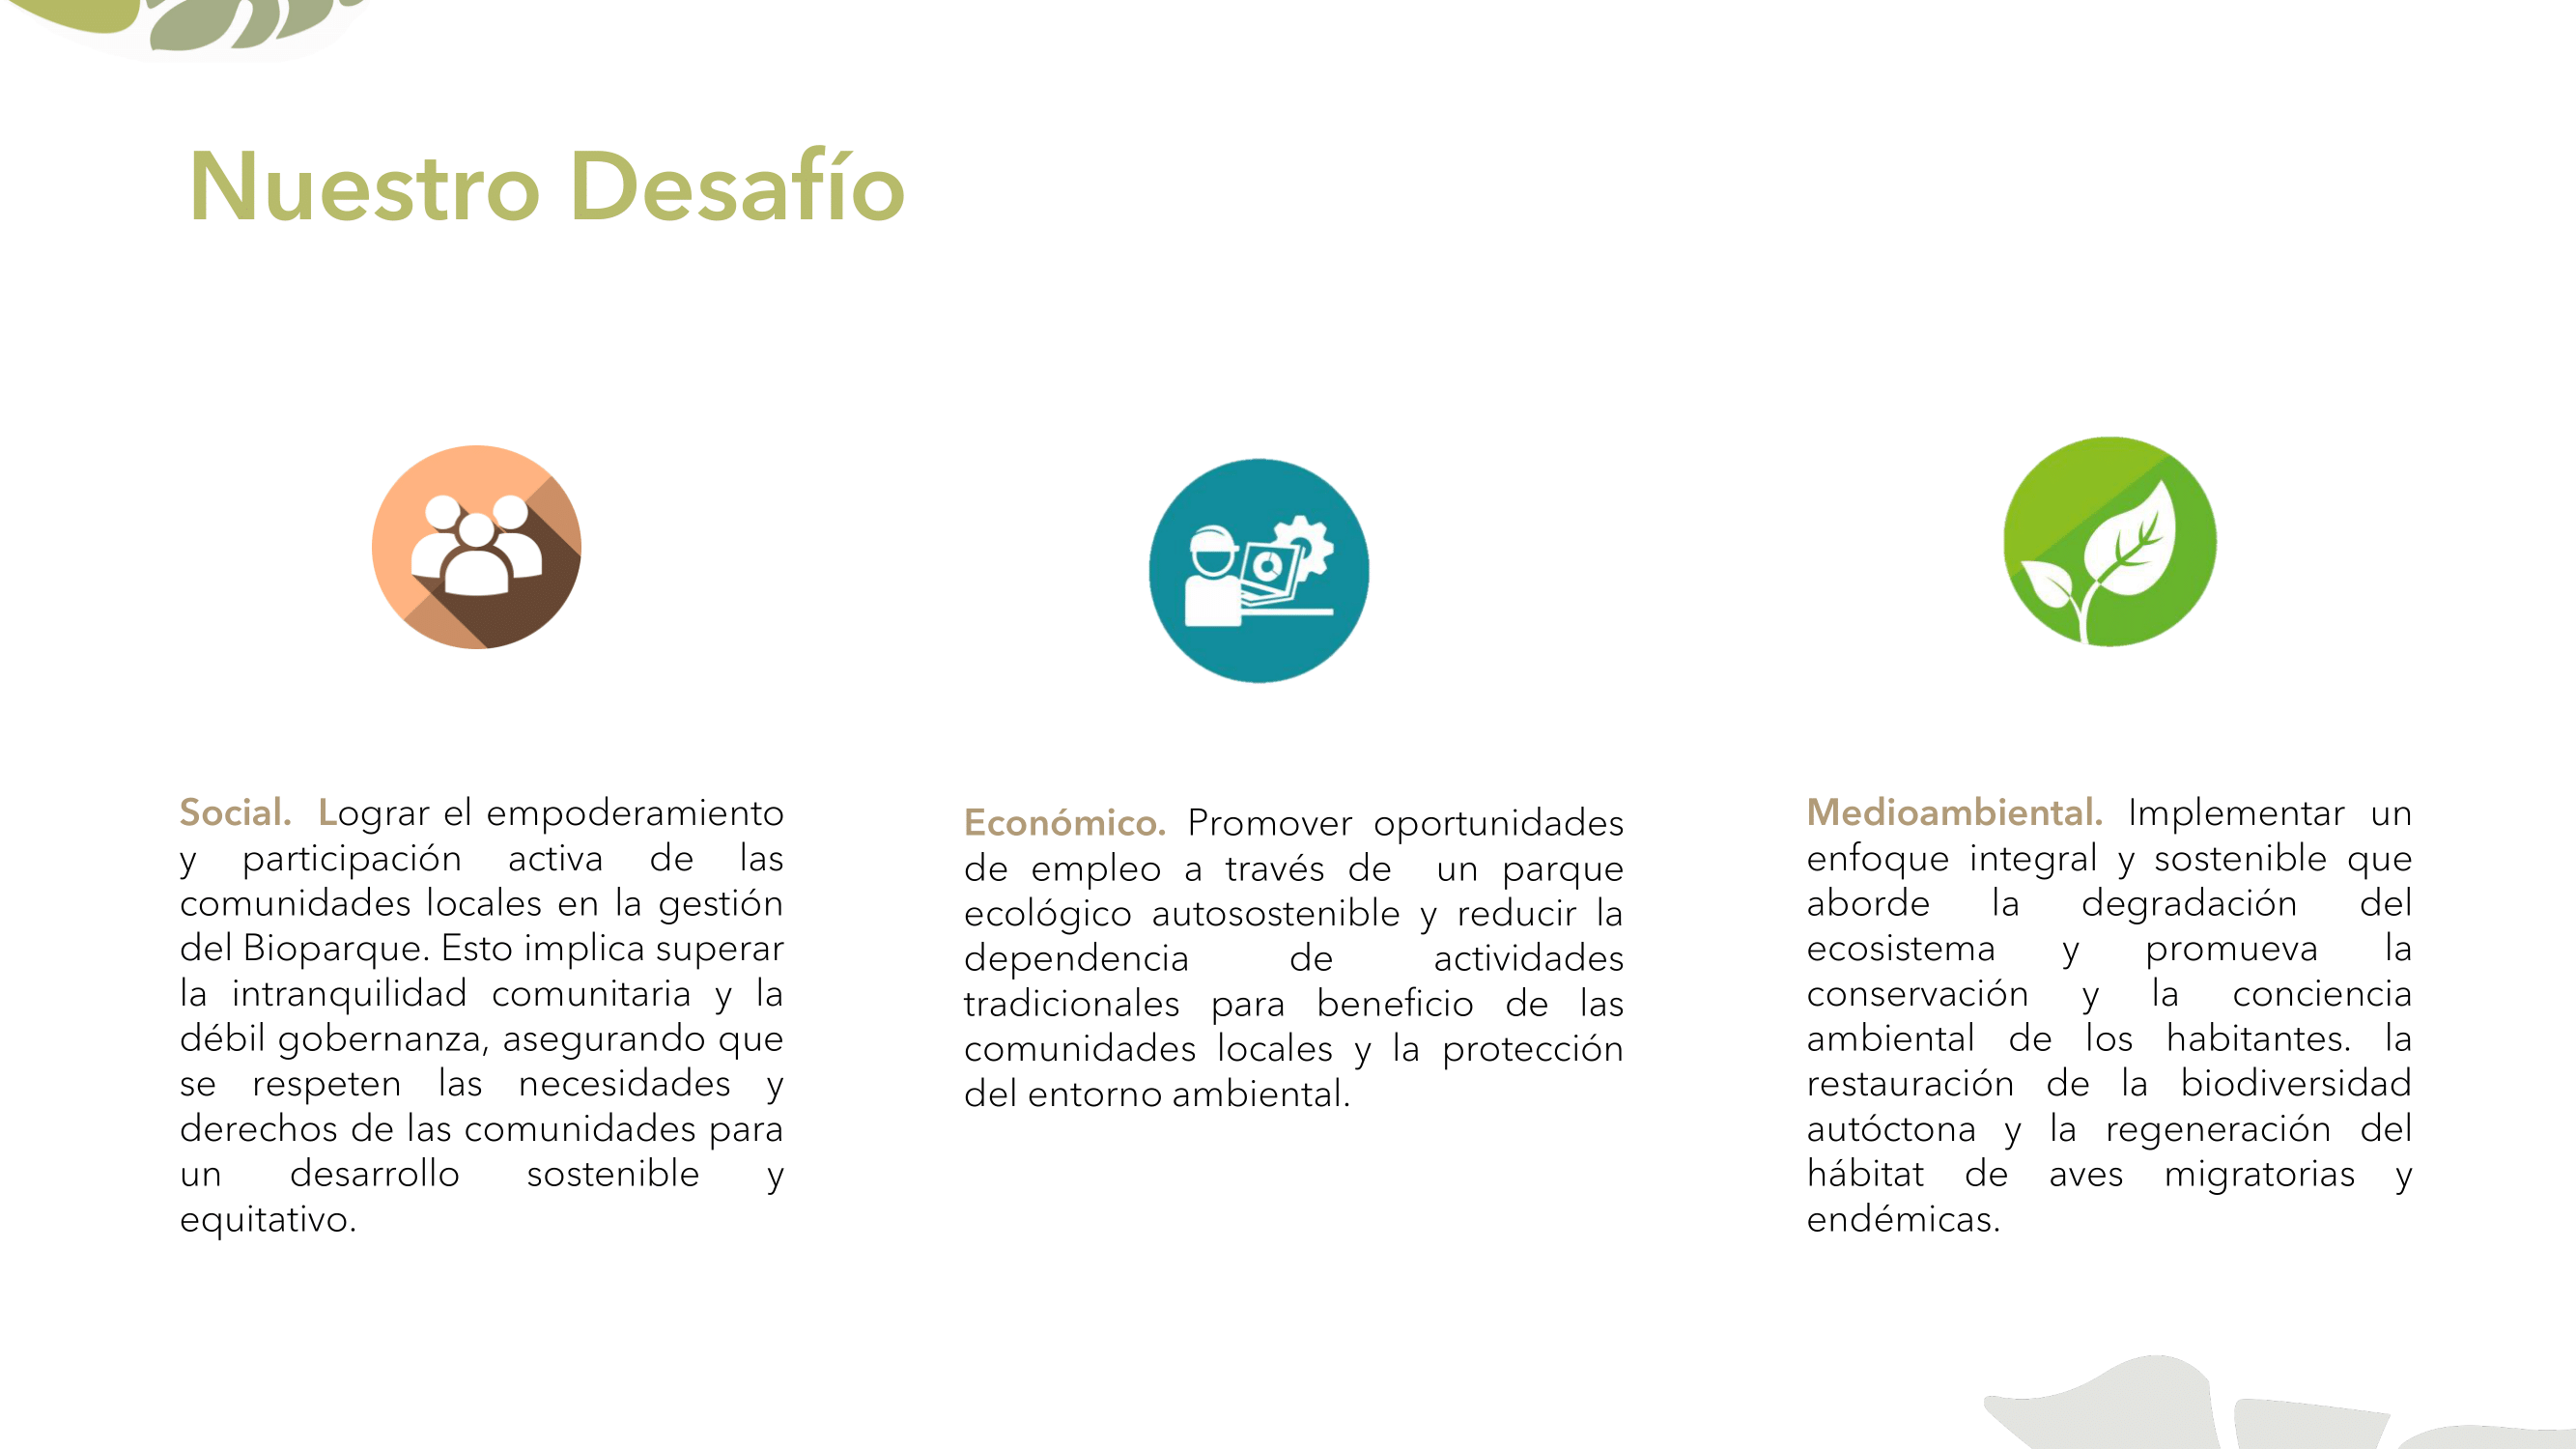 Nuestro Desafío
Social. Lograr el empoderamiento
y participación activa de las
comunidades locales en la gestión
del Bioparque. Esto implica superar
la intranquilidad comunitaria y la
débil gobernanza, asegurando que
se respeten las necesidades y
derechos de las comunidades para
un desarrollo sostenible y
equitativo.
Económico. Promover oportunidades
de empleo a través de un parque
ecológico autosostenible y reducir la
dependencia de actividades
tradicionales para beneficio de las
comunidades locales y la protección
del entorno ambiental.
Medioambiental. Implementar un
enfoque integral y sostenible que
aborde la degradación del
ecosistema y promueva la
conservación y la conciencia
ambiental de los habitantes. la
restauración de la biodiversidad
autóctona y la regeneración del
hábitat de aves migratorias y
endémicas.